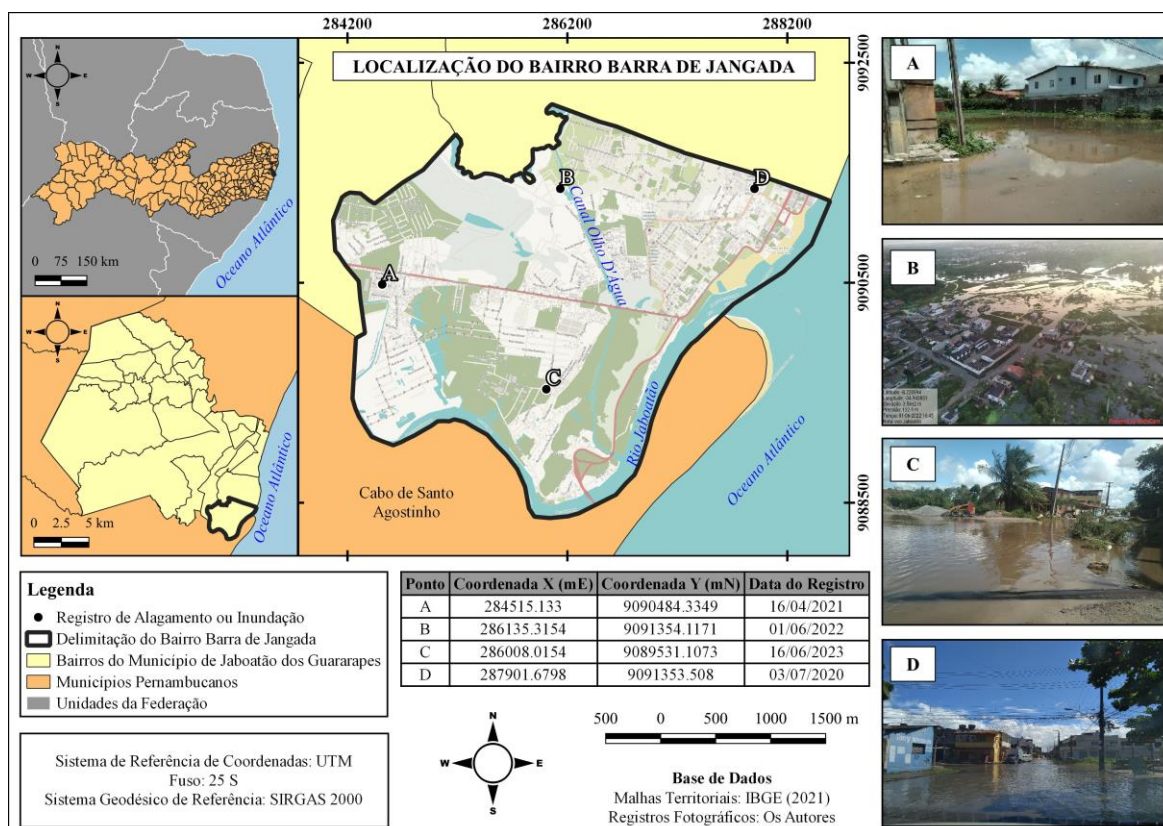 284200 286200 288200
LOCALIZAÇÃO DO BAIRRO BARRA DE JANGADA
N
W E
S
Oceano Atlântico
0 75 150 km
N
W E
S
Oceano Atlântico
0 2.5 5 km
9092500
9090500
9088500
A
B
C
D
Canal Olho D'Água
Rio Jaboatão
Oceano Atlântico
Cabo de Santo
Agostinho
A
B
C
D
Legenda
Registro de Alagamento ou Inundação
Delimitação do Bairro Barra de Jangada
Bairros do Município de Jaboatão dos Guararapes
Municípios Pernambucanos
Unidades da Federação
Sistema de Referência de Coordenadas: UTM
Fuso: 25 S
Sistema Geodésico de Referência: SIRGAS 2000
Ponto Coordenada X (mE) Coordenada Y (mN) Data do Registro
A 284515.133 9090484.3349 16/04/2021
B 286135.3154 9091354.1171 01/06/2022
C 286008.0154 9089531.1073 16/06/2023
D 287901.6798 9091353.508 03/07/2020
N
W E
S
500 0 500 1000 1500 m
Base de Dados
Malhas Territoriais: IBGE (2021)
Registros Fotográficos: Os Autores